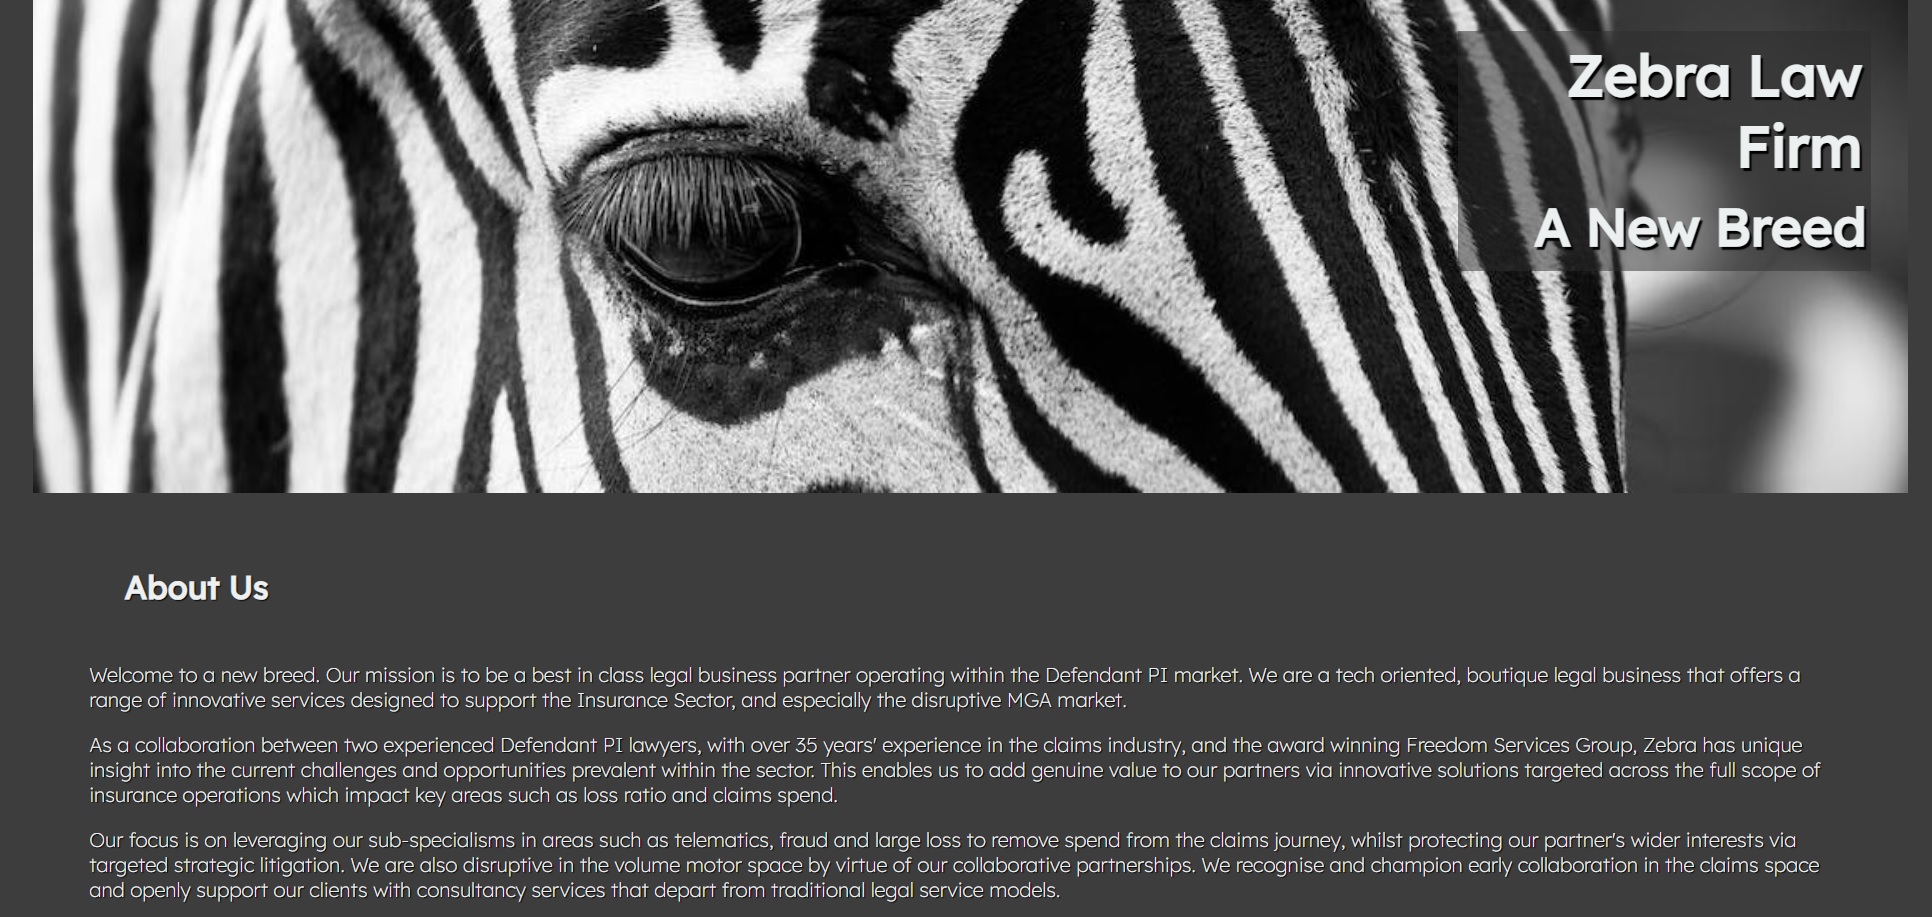 Zebra Law
Firm
A New Breed
About Us
Welcome to a new breed. Our mission is to be a best in class legal business partner operating within the Defendant PI market. We are a tech oriented, boutique legal business that offers a
range of innovative services designed to support the Insurance Sector, and especially the disruptive MGA market.
As a collaboration between two experienced Defendant PI lawyers, with over 35 years' experience in the claims industry, and the award winning Freedom Services Group, Zebra has unique
insight into the current challenges and opportunities prevalent within the sector. This enables us to add genuine value to our partners via innovative solutions targeted across the full scope of
insurance operations which impact key areas such as loss ratio and claims spend.
Our focus is on leveraging our sub-specialisms in areas such as telematics, fraud and large loss to remove spend from the claims journey, whilst protecting our partner's wider interests via
targeted strategic litigation. We are also disruptive in the volume motor space by virtue of our collaborative partnerships. We recognise and champion early collaboration in the claims space
and openly support our clients with consultancy services that depart from traditional legal service models.